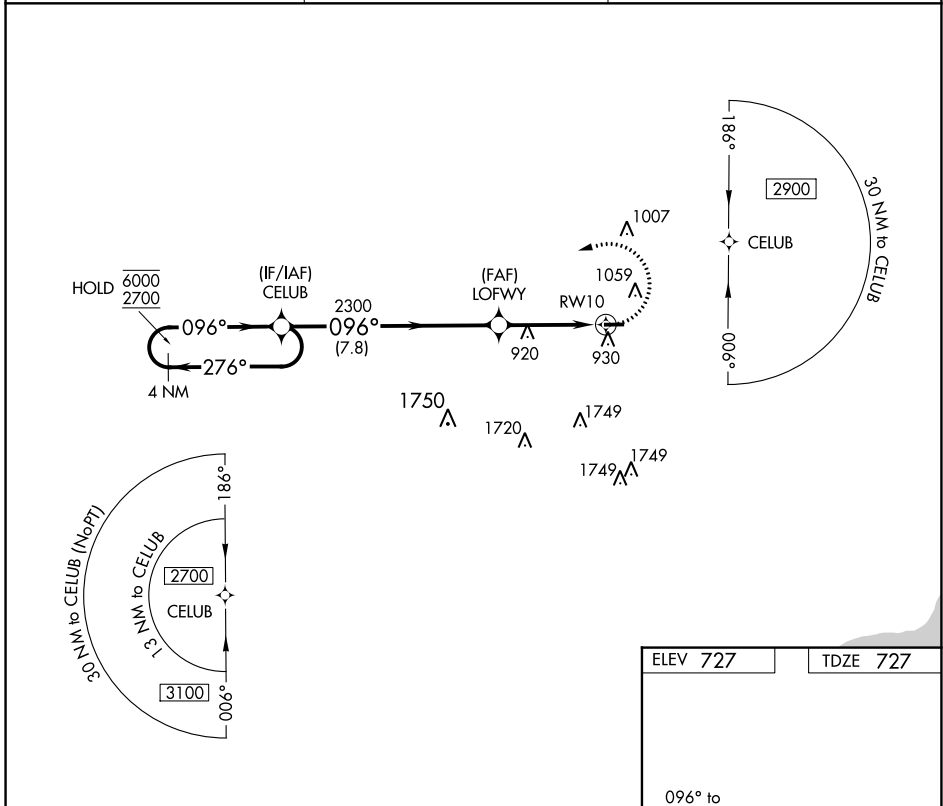 186°
2900
30 NM to CELUB
CELUB
006°
1007
1059
HOLD 6000
2700
(IF/IAF)
CELUB
(FAF)
LOFWY
RW10
2300
096°
096°
(7.8)
276°
4 NM
920
930
1750
1720
1749
1749
1749
186°
30 NM to CELUB (NoPT)
13 NM to CELUB
2700
CELUB
3100
006°
ELEV 727
TDZE 727
096° to